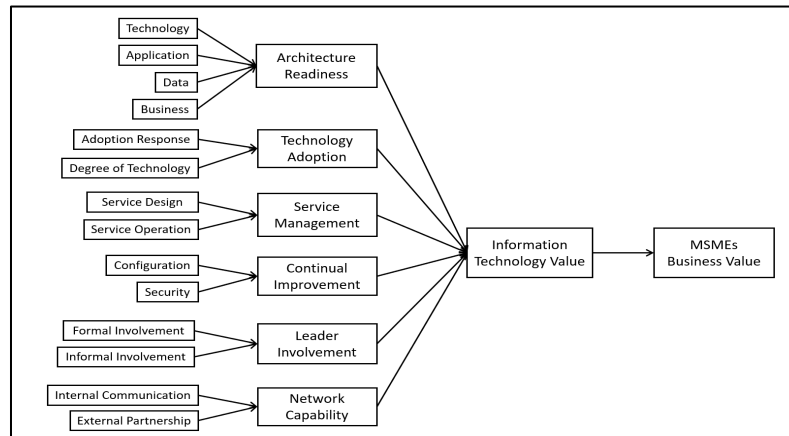 Technology
Application
Data
Business
Architecture
Readiness
Adoption Response
Degree of Technology
Technology
Adoption
Service Design
Service Operation
Service
Management
Configuration
Security
Continual
Improvement
Formal Involvement
Informal Involvement
Leader
Involvement
Internal Communication
External Partnership
Network
Capability
Information
Technology Value
MSMEs
Business Value